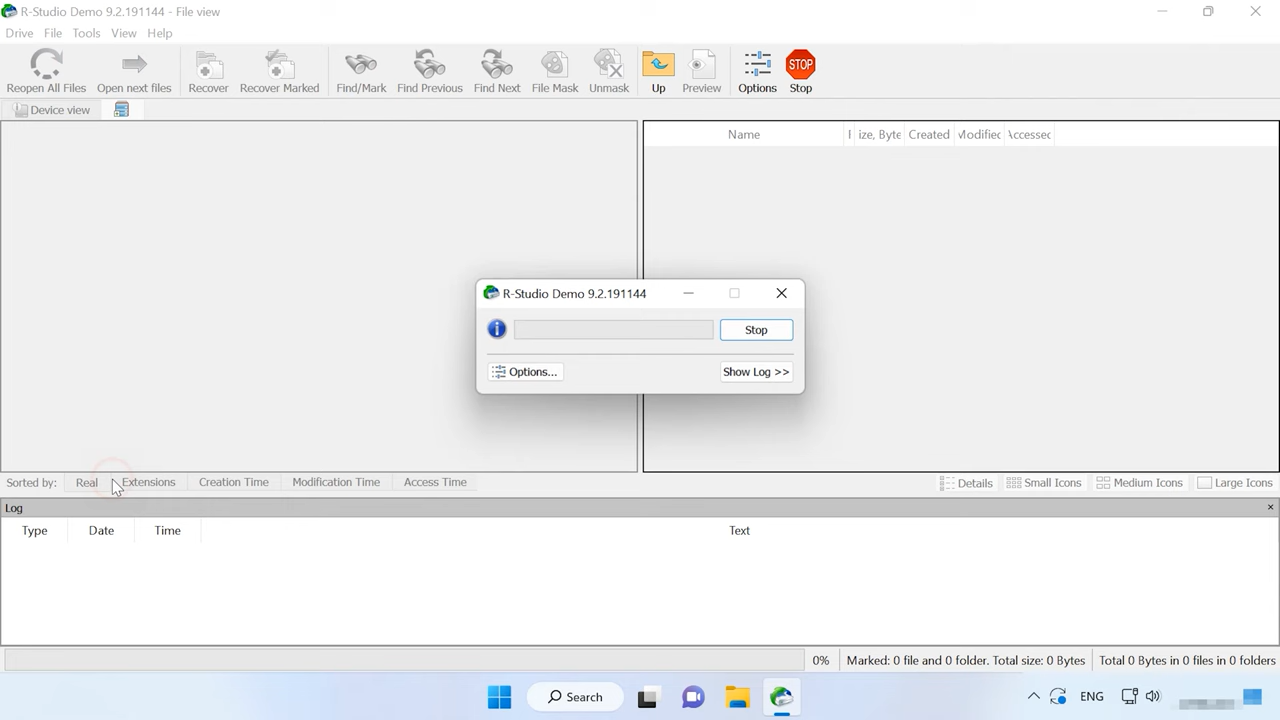 R-Studio Demo 9.2.191144 - File view
Drive File Tools View Help
Reopen All Files Open next files Recover Recover Marked Find/Mark Find Previous Find Next File Mask Unmask Up Preview Options STOP Stop
Device view
Name ize, Byte Created Modified Accessed
R-Studio Demo 9.2.191144
Stop
Options... Show Log >>
Sorted by: Real Extensions Creation Time Modification Time Access Time Details Small Icons Medium Icons Large Icons
Log
Type Date Time Text
0% Marked: 0 file and 0 folder. Total size: 0 Bytes Total 0 Bytes in 0 files in 0 folders
Search ENG